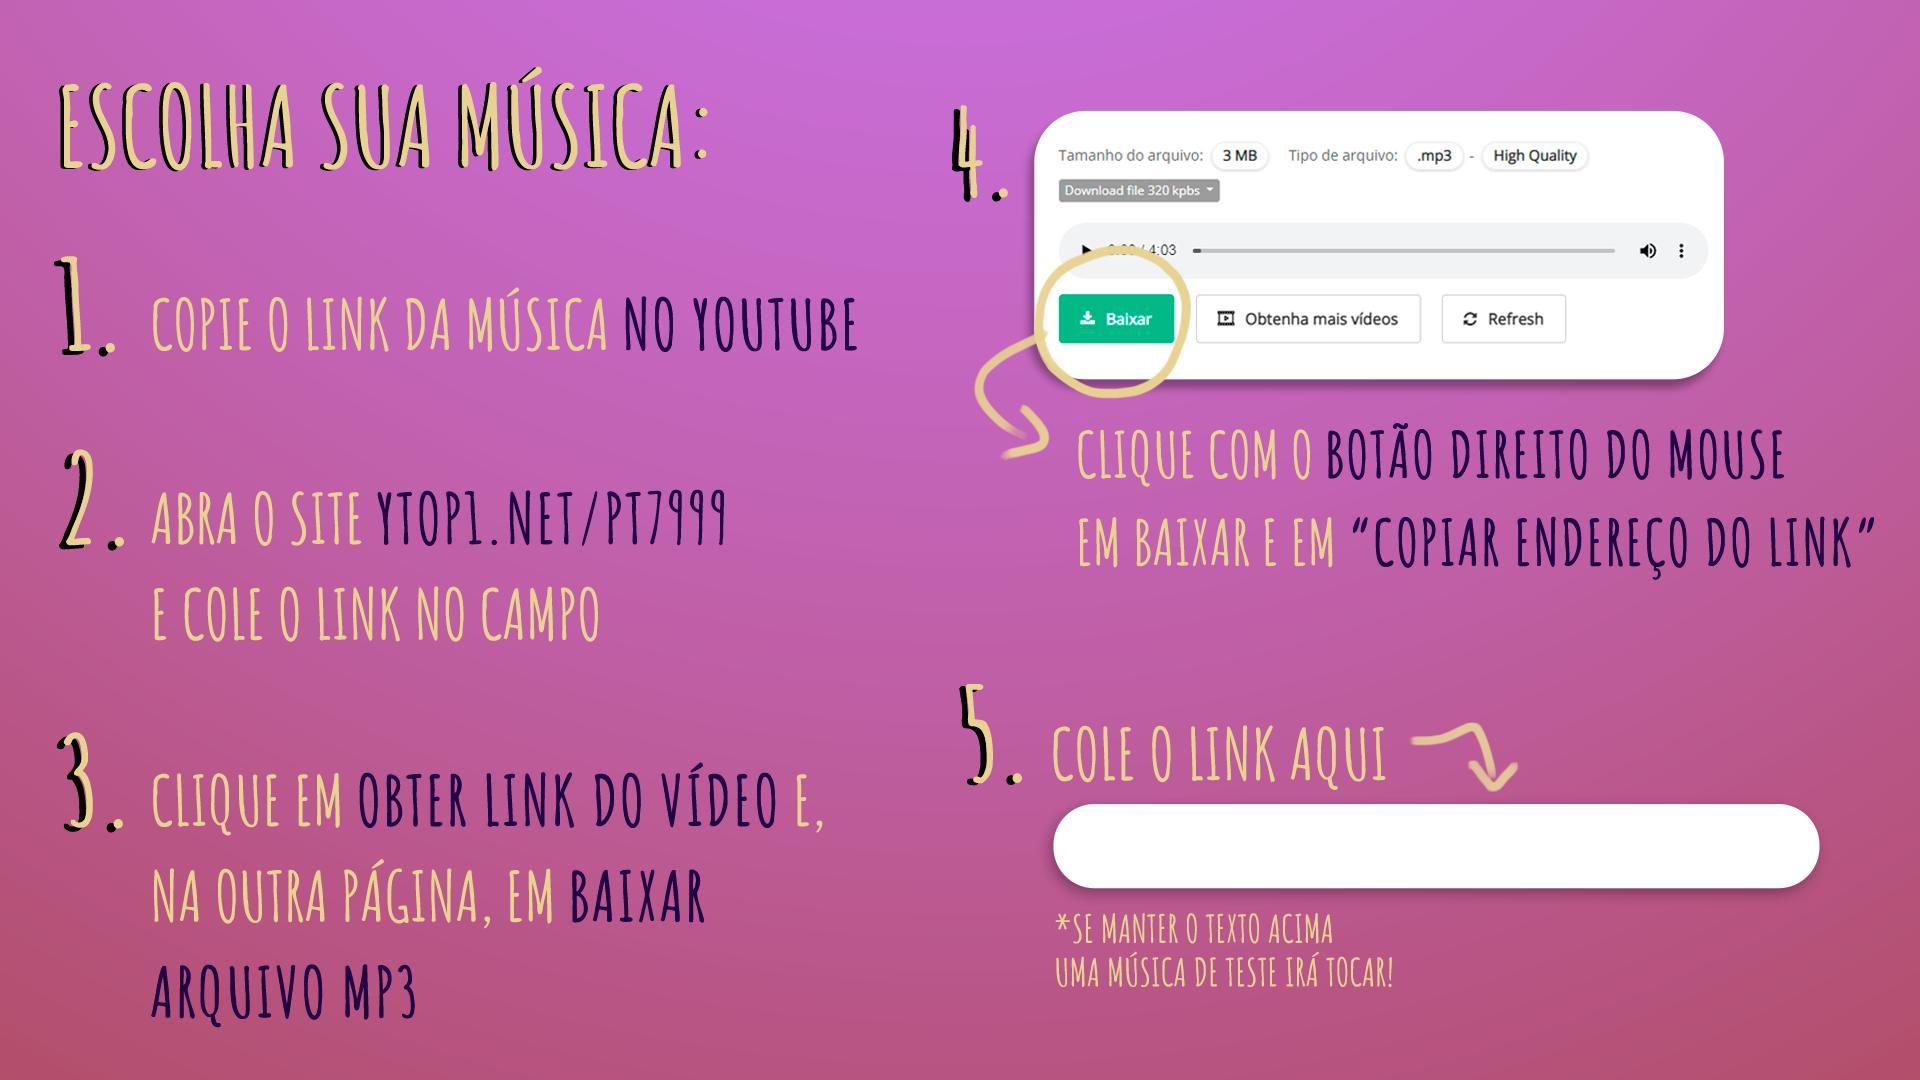 ESCOLHA SUA MÚSICA:
1. COPIE O LINK DA MÚSICA NO YOUTUBE
2. ABRA O SITE YTOP1.NET/PT7999
E COLE O LINK NO CAMPO
3. CLIQUE EM OBTER LINK DO VÍDEO E,
NA OUTRA PÁGINA, EM BAIXAR
ARQUIVO MP3
4.
Tamanho do arquivo: 3 MB Tipo de arquivo: .mp3 - High Quality
Download file 320 kpbs
0:00 / 4:03
Baixar Obtenha mais vídeos Refresh
CLIQUE COM O BOTÃO DIREITO DO MOUSE
EM BAIXAR E EM “COPIAR ENDEREÇO DO LINK”
5. COLE O LINK AQUI
*SE MANTER O TEXTO ACIMA
UMA MÚSICA DE TESTE IRÁ TOCAR!